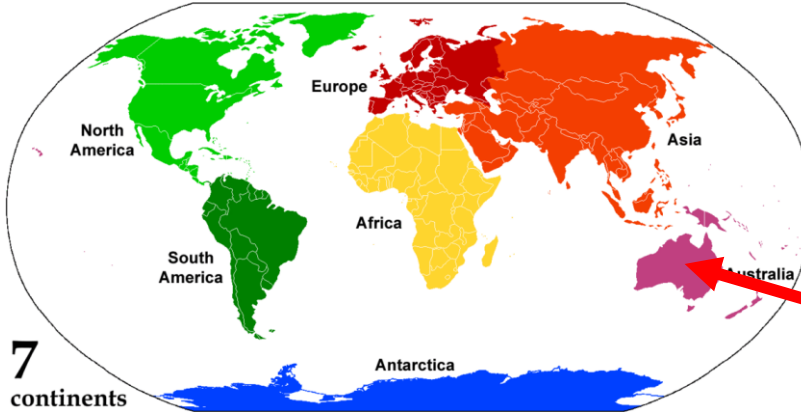 Europe
North
America
Asia
Africa
South
America
Australia
Antarctica
7
continents